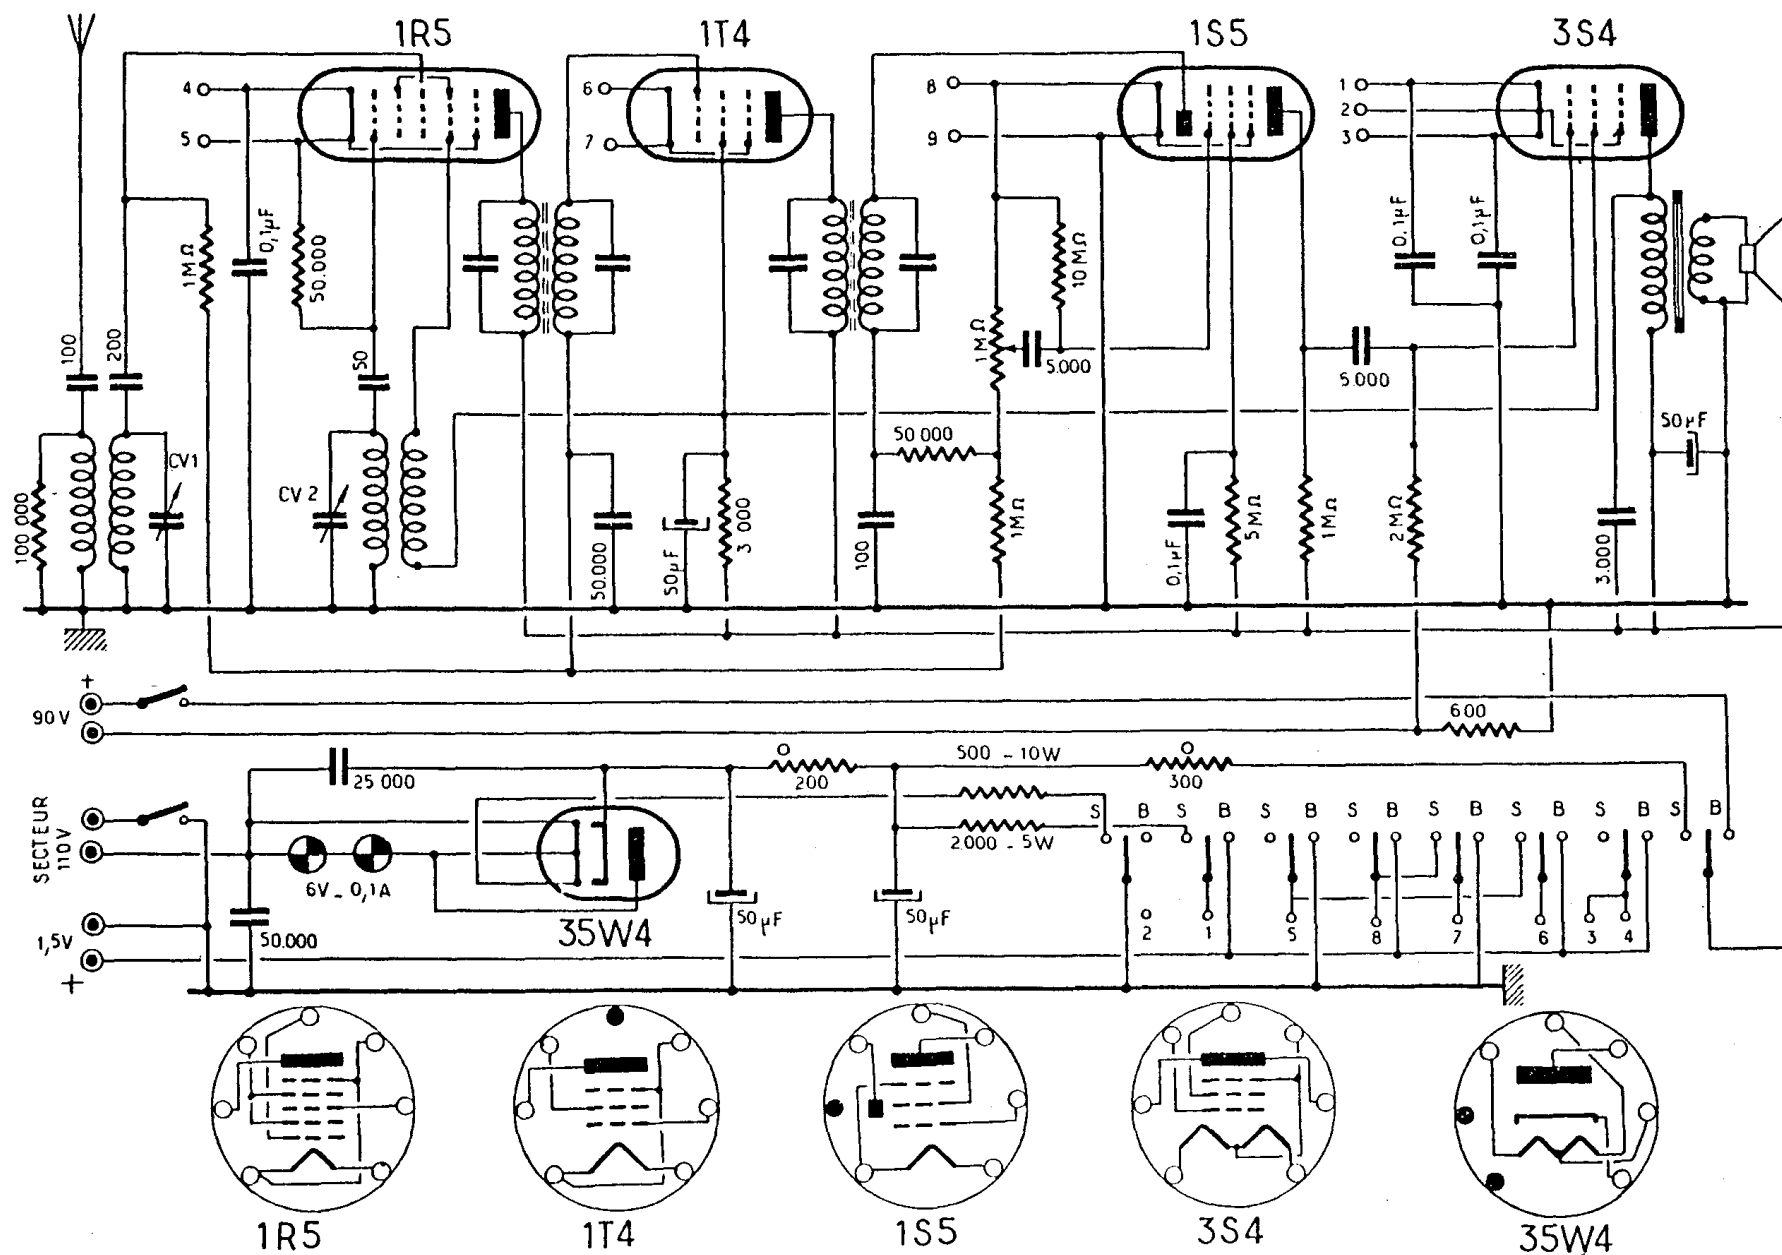 1R5 1T4 1S5 3S4
4 6 8 1
2
5 7 9 3
1MΩ 0,1µF 50.000 10MΩ 0,1µF 0,1µF
100 200 50 1MΩ 5.000 5.000
CV1 CV2 50 000 50µF
100 000 50.000 50µF 3 000 100 1MΩ 0,1µF 5MΩ 1MΩ 2MΩ 3.000
+
90V 600
25 000 200 500 - 10W 300
SECTEUR
110V
2.000 - 5W
S B S B S B S B S B S B S B S B
6V - 0,1A
35W4
50µF 50µF
50.000
1,5V
+
2 1 5 8 7 6 3 4
1R5 1T4 1S5 3S4 35W4